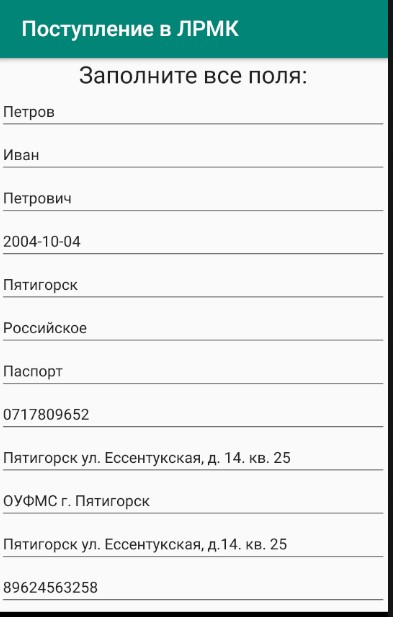 Поступление в ЛРМК
Заполните все поля:
Петров
Иван
Петрович
2004-10-04
Пятигорск
Российское
Паспорт
0717809652
Пятигорск ул. Ессентукская, д. 14. кв. 25
ОУФМС г. Пятигорск
Пятигорск ул. Ессентукская, д.14. кв. 25
89624563258